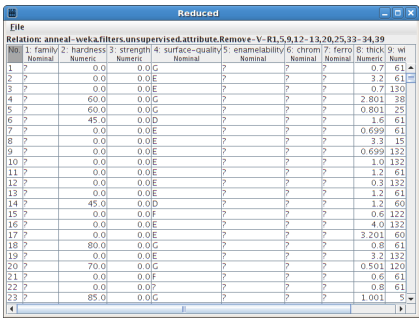 Reduced
File
Relation: anneal-weka.filters.unsupervised.attribute.Remove-V-R1,5,9,12-13,20,25,33-34,39
No. 1: family 2: hardness 3: strength 4: surface-quality 5: enamelability 6: chrom 7: ferro 8: thick 9: wi
Nominal Numeric Numeric Nominal Nominal Nominal Nominal Numeric Nume
1 ? 0.0 0.0 G ? ? ? 0.7 61
2 ? 0.0 0.0 E ? ? ? 3.2 61
3 ? 0.0 0.0 E ? ? ? 0.7 130
4 ? 60.0 0.0 G ? ? ? 2.801 38
5 ? 60.0 0.0 G ? ? ? 0.801 25
6 ? 45.0 0.0 D ? ? ? 1.6 61
7 ? 0.0 0.0 E ? ? ? 0.699 61
8 ? 0.0 0.0 E ? ? ? 3.3 15
9 ? 0.0 0.0 E ? ? ? 0.699 132
10 ? 0.0 0.0 E ? ? ? 1.0 132
11 ? 0.0 0.0 E ? ? ? 1.2 61
12 ? 0.0 0.0 E ? ? ? 0.3 132
13 ? 0.0 0.0 E ? ? ? 1.2 61
14 ? 45.0 0.0 D ? ? ? 1.2 60
15 ? 0.0 0.0 F ? ? ? 0.6 122
16 ? 0.0 0.0 E ? ? ? 4.0 132
17 ? 0.0 0.0 E ? ? ? 3.201 60
18 ? 80.0 0.0 G ? ? ? 0.8 61
19 ? 0.0 0.0 E ? ? ? 3.2 132
20 ? 70.0 0.0 G ? ? ? 0.501 120
21 ? 0.0 0.0 F ? ? ? 0.6 61
22 ? 0.0 0.0 ? ? ? ? 0.8 61
23 ? 85.0 0.0 G ? ? ? 1.001 5